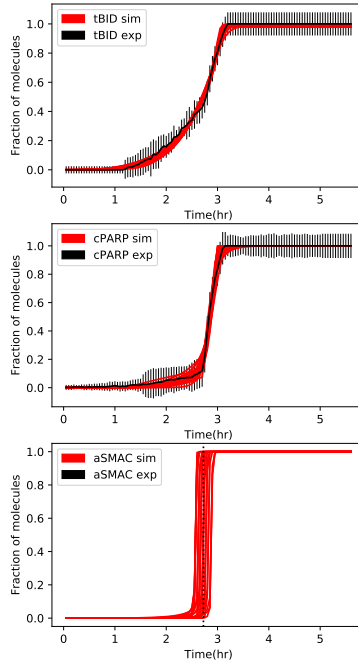 Fraction of molecules
1.0
0.8
0.6
0.4
0.2
0.0
tBID sim
tBID exp
0 1 2 3 4 5
Time(hr)
Fraction of molecules
1.0
0.8
0.6
0.4
0.2
0.0
cPARP sim
cPARP exp
0 1 2 3 4 5
Time(hr)
Fraction of molecules
1.0
0.8
0.6
0.4
0.2
0.0
aSMAC sim
aSMAC exp
0 1 2 3 4 5
Time(hr)